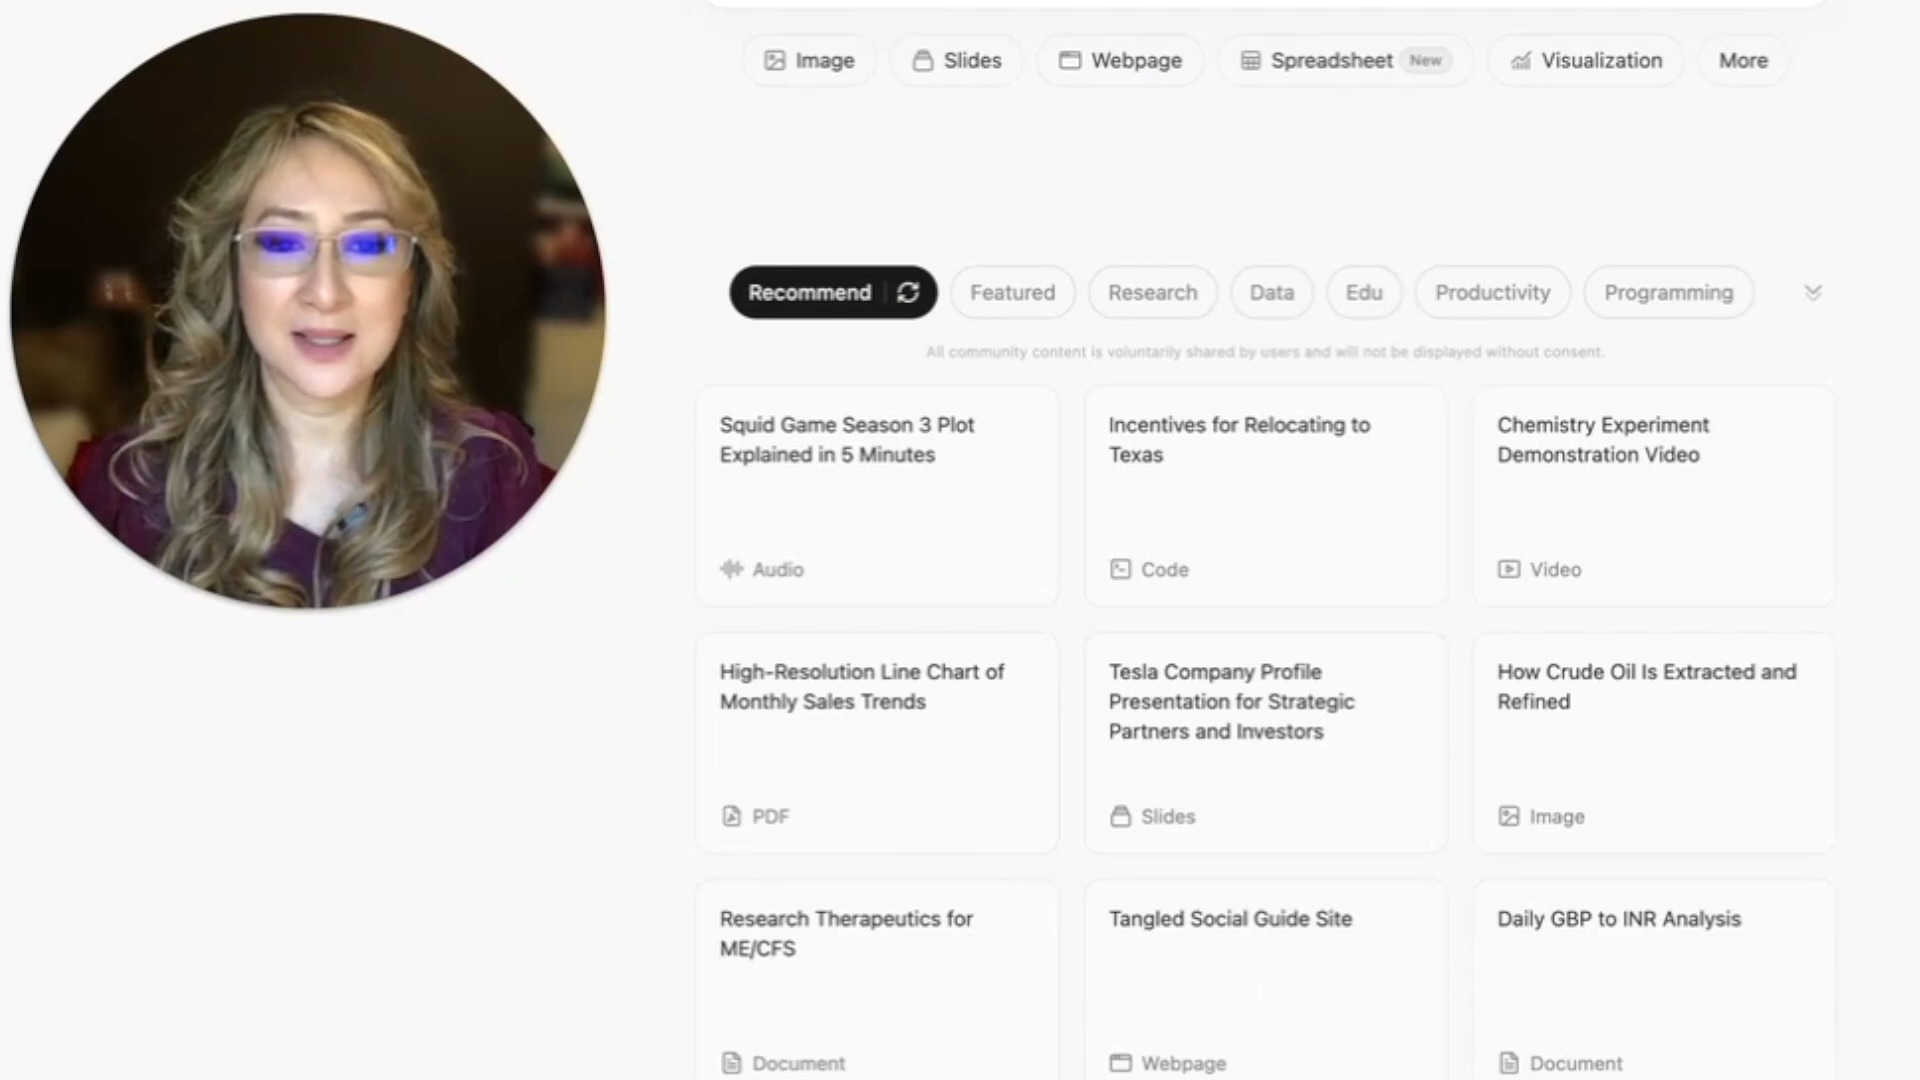 Image
Slides
Webpage
Spreadsheet New
Visualization
More
Recommend
Featured
Research
Data
Edu
Productivity
Programming
All community content is voluntarily shared by users and will not be displayed without consent.
Squid Game Season 3 Plot
Explained in 5 Minutes
Audio
Incentives for Relocating to
Texas
Code
Chemistry Experiment
Demonstration Video
Video
High-Resolution Line Chart of
Monthly Sales Trends
PDF
Tesla Company Profile
Presentation for Strategic
Partners and Investors
Slides
How Crude Oil Is Extracted and
Refined
Image
Research Therapeutics for
ME/CFS
Document
Tangled Social Guide Site
Webpage
Daily GBP to INR Analysis
Document